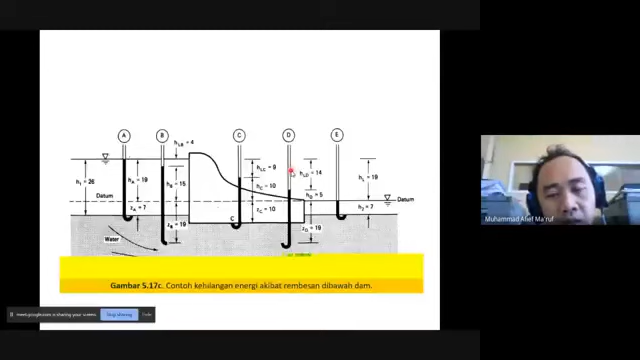 A B C D E
h_LB = 4
h_1 = 26
h_A = 19
h_B = 15
h_LC = 9
h_C = 10
h_LD = 14
h_D = 5
h_L = 19
Datum
Datum
z_A = 7
z_B = 19
z_C = 10
z_D = 19
h_2 = 7
C
Water
Gambar 5.17c. Contoh kehilangan energi akibat rembesan dibawah dam.
Muhammad Afief Ma'ruf
meet.google.com is sharing your screen.
Stop sharing
Hide